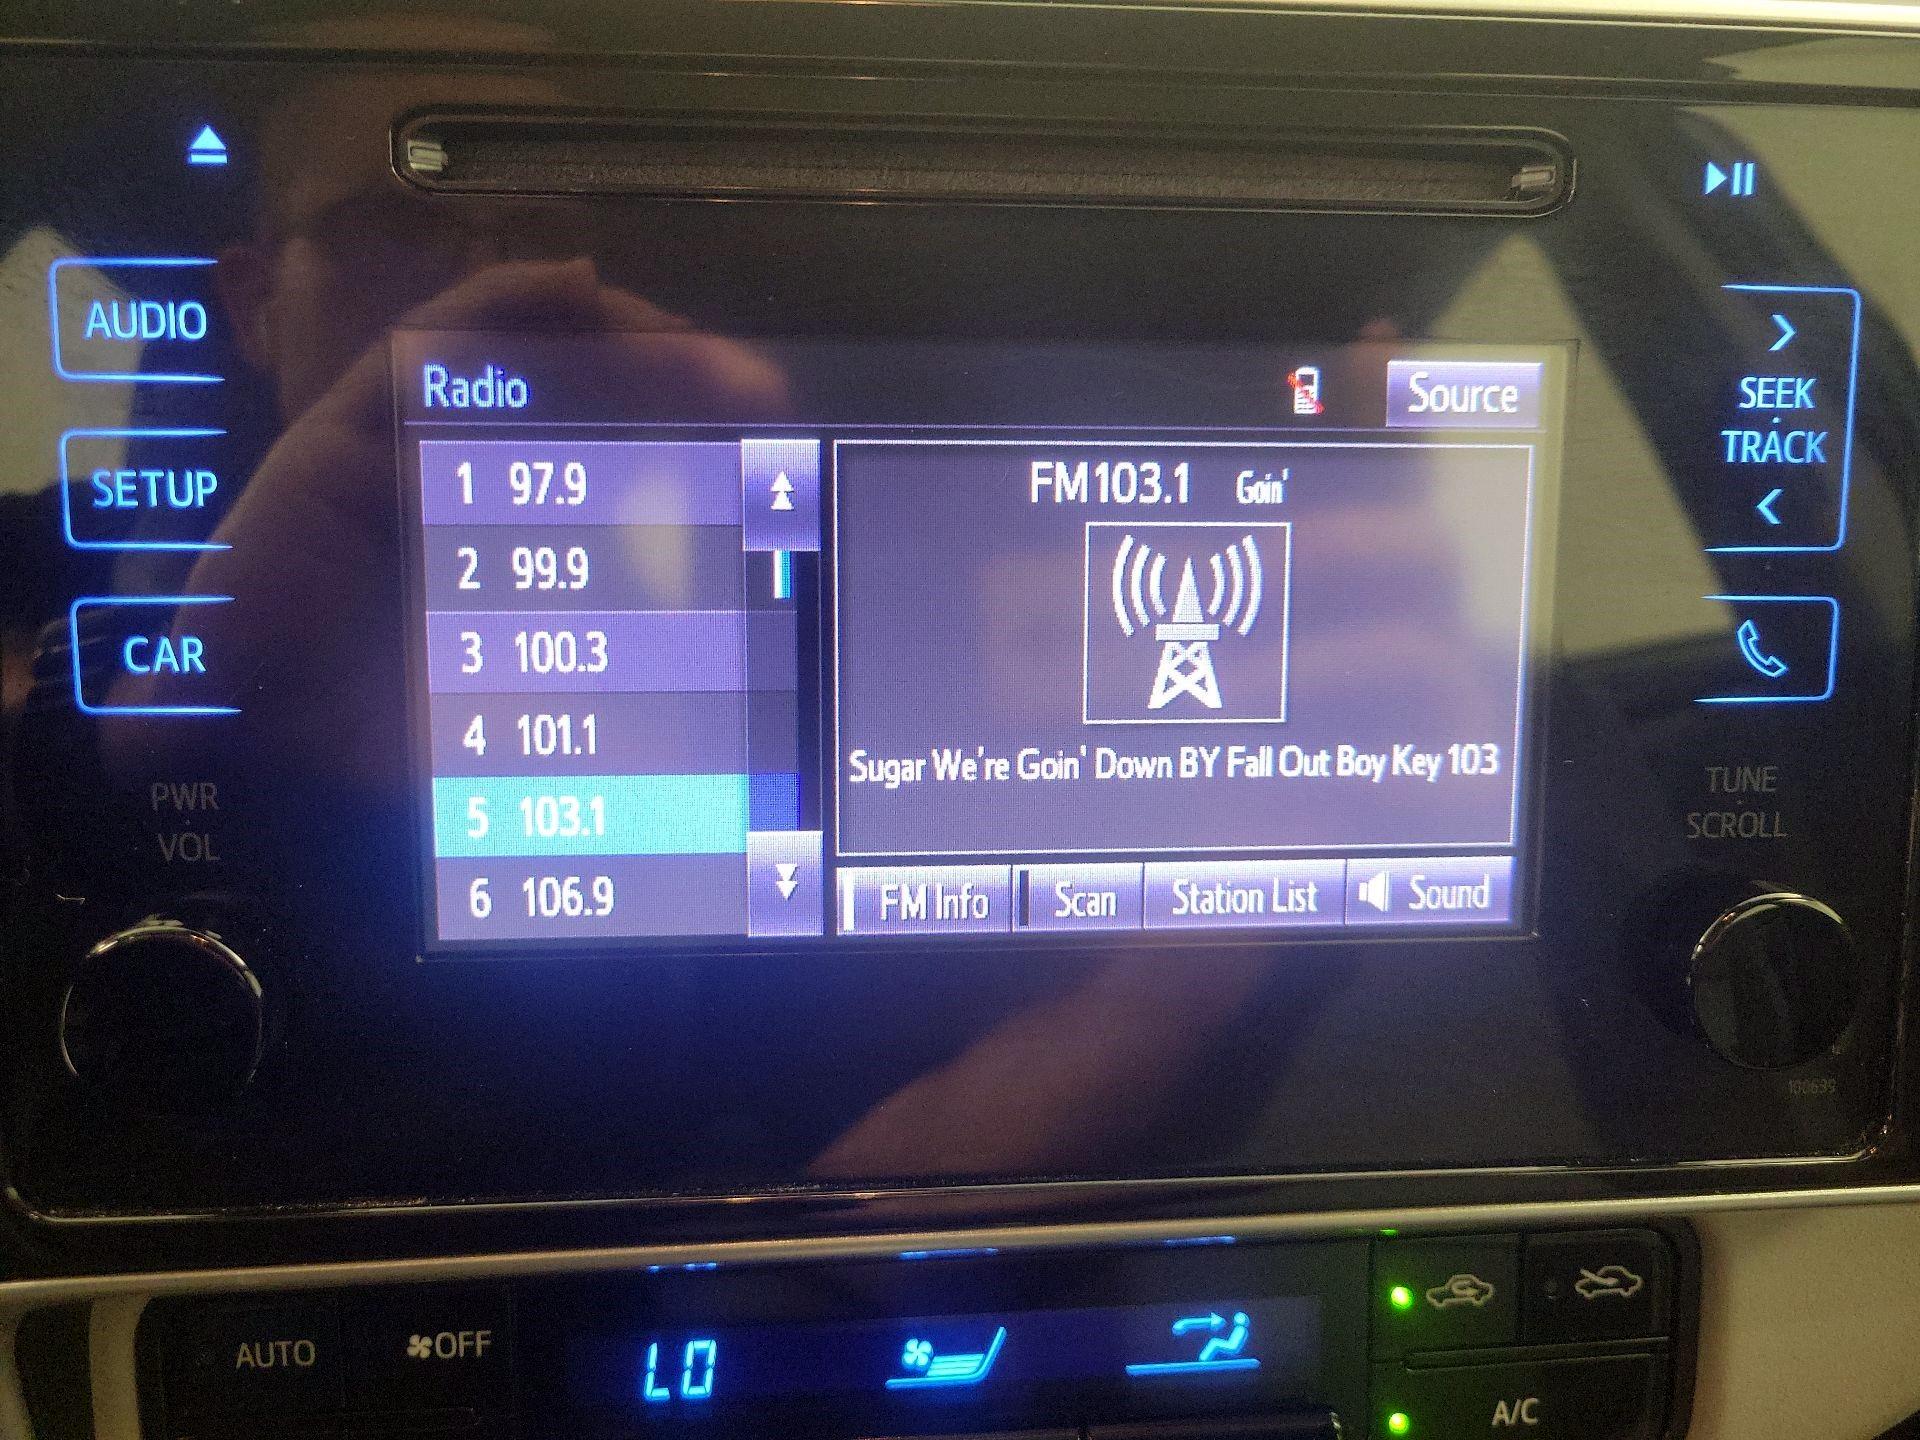 AUDIO
SETUP
CAR
PWR
VOL
Radio
Source
1 97.9
2 99.9
3 100.3
4 101.1
5 103.1
6 106.9
FM103.1 Goin'
Sugar We're Goin' Down BY Fall Out Boy Key 103
FM Info
Scan
Station List
Sound
SEEK
TRACK
TUNE
SCROLL
100639
AUTO
OFF
LO
A/C